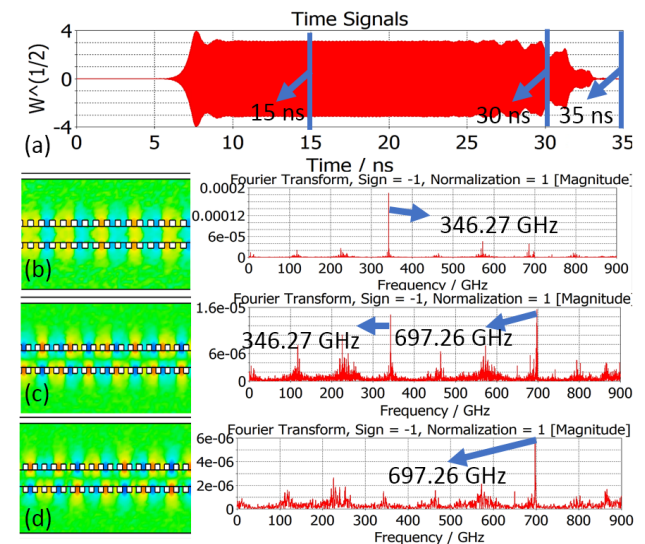 Time Signals
4
0
-4
W^(1/2)
15 ns
30 ns
35 ns
0 5 10 15 20 25 30 35
Time / ns
(a)
Fourier Transform, Sign = -1, Normalization = 1 [Magnitude]
0.0002
0.00012
6e-05
0
346.27 GHz
0 100 200 300 400 500 600 700 800 900
Frequency / GHz
(b)
Fourier Transform, Sign = -1, Normalization = 1 [Magnitude]
1.6e-05
6e-06
0
346.27 GHz
697.26 GHz
0 100 200 300 400 500 600 700 800 900
Frequency / GHz
(c)
Fourier Transform, Sign = -1, Normalization = 1 [Magnitude]
6e-06
4e-06
2e-06
0
697.26 GHz
0 100 200 300 400 500 600 700 800 900
Frequency / GHz
(d)